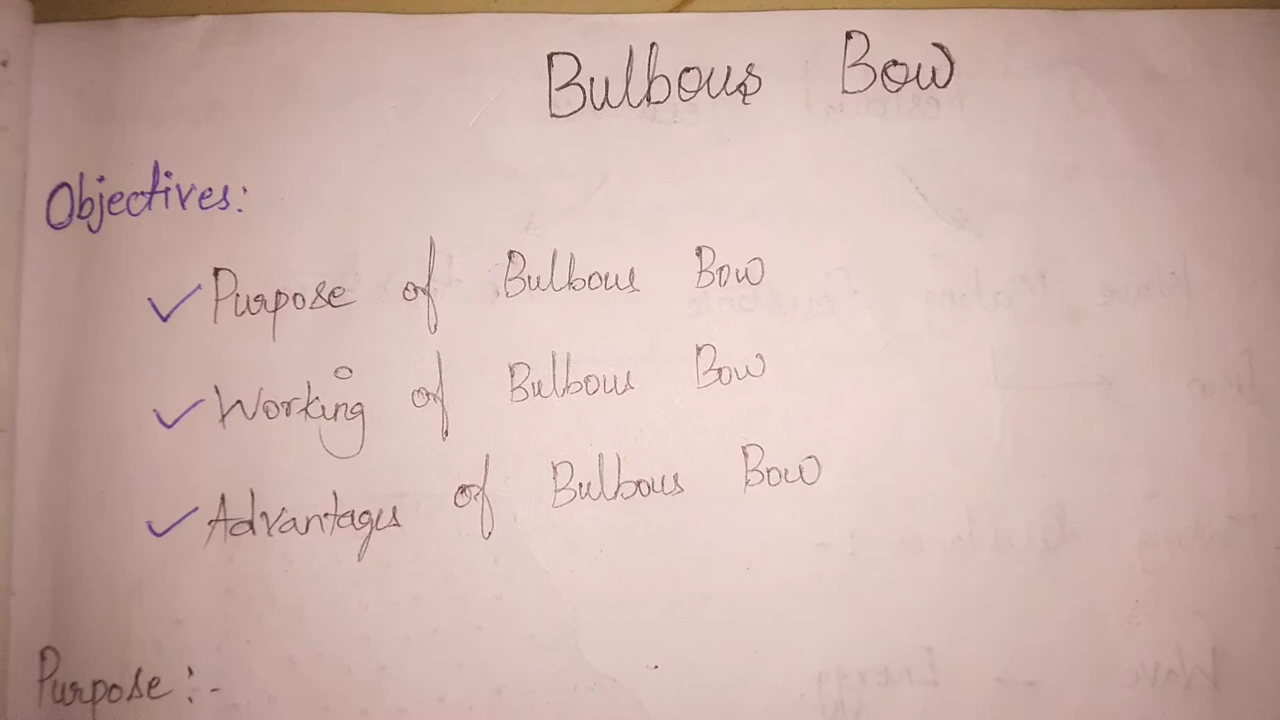 Bulbous Bow
Objectives:
✓ Purpose of Bulbous Bow
✓ Working of Bulbous Bow
✓ Advantages of Bulbous Bow
Purpose:-